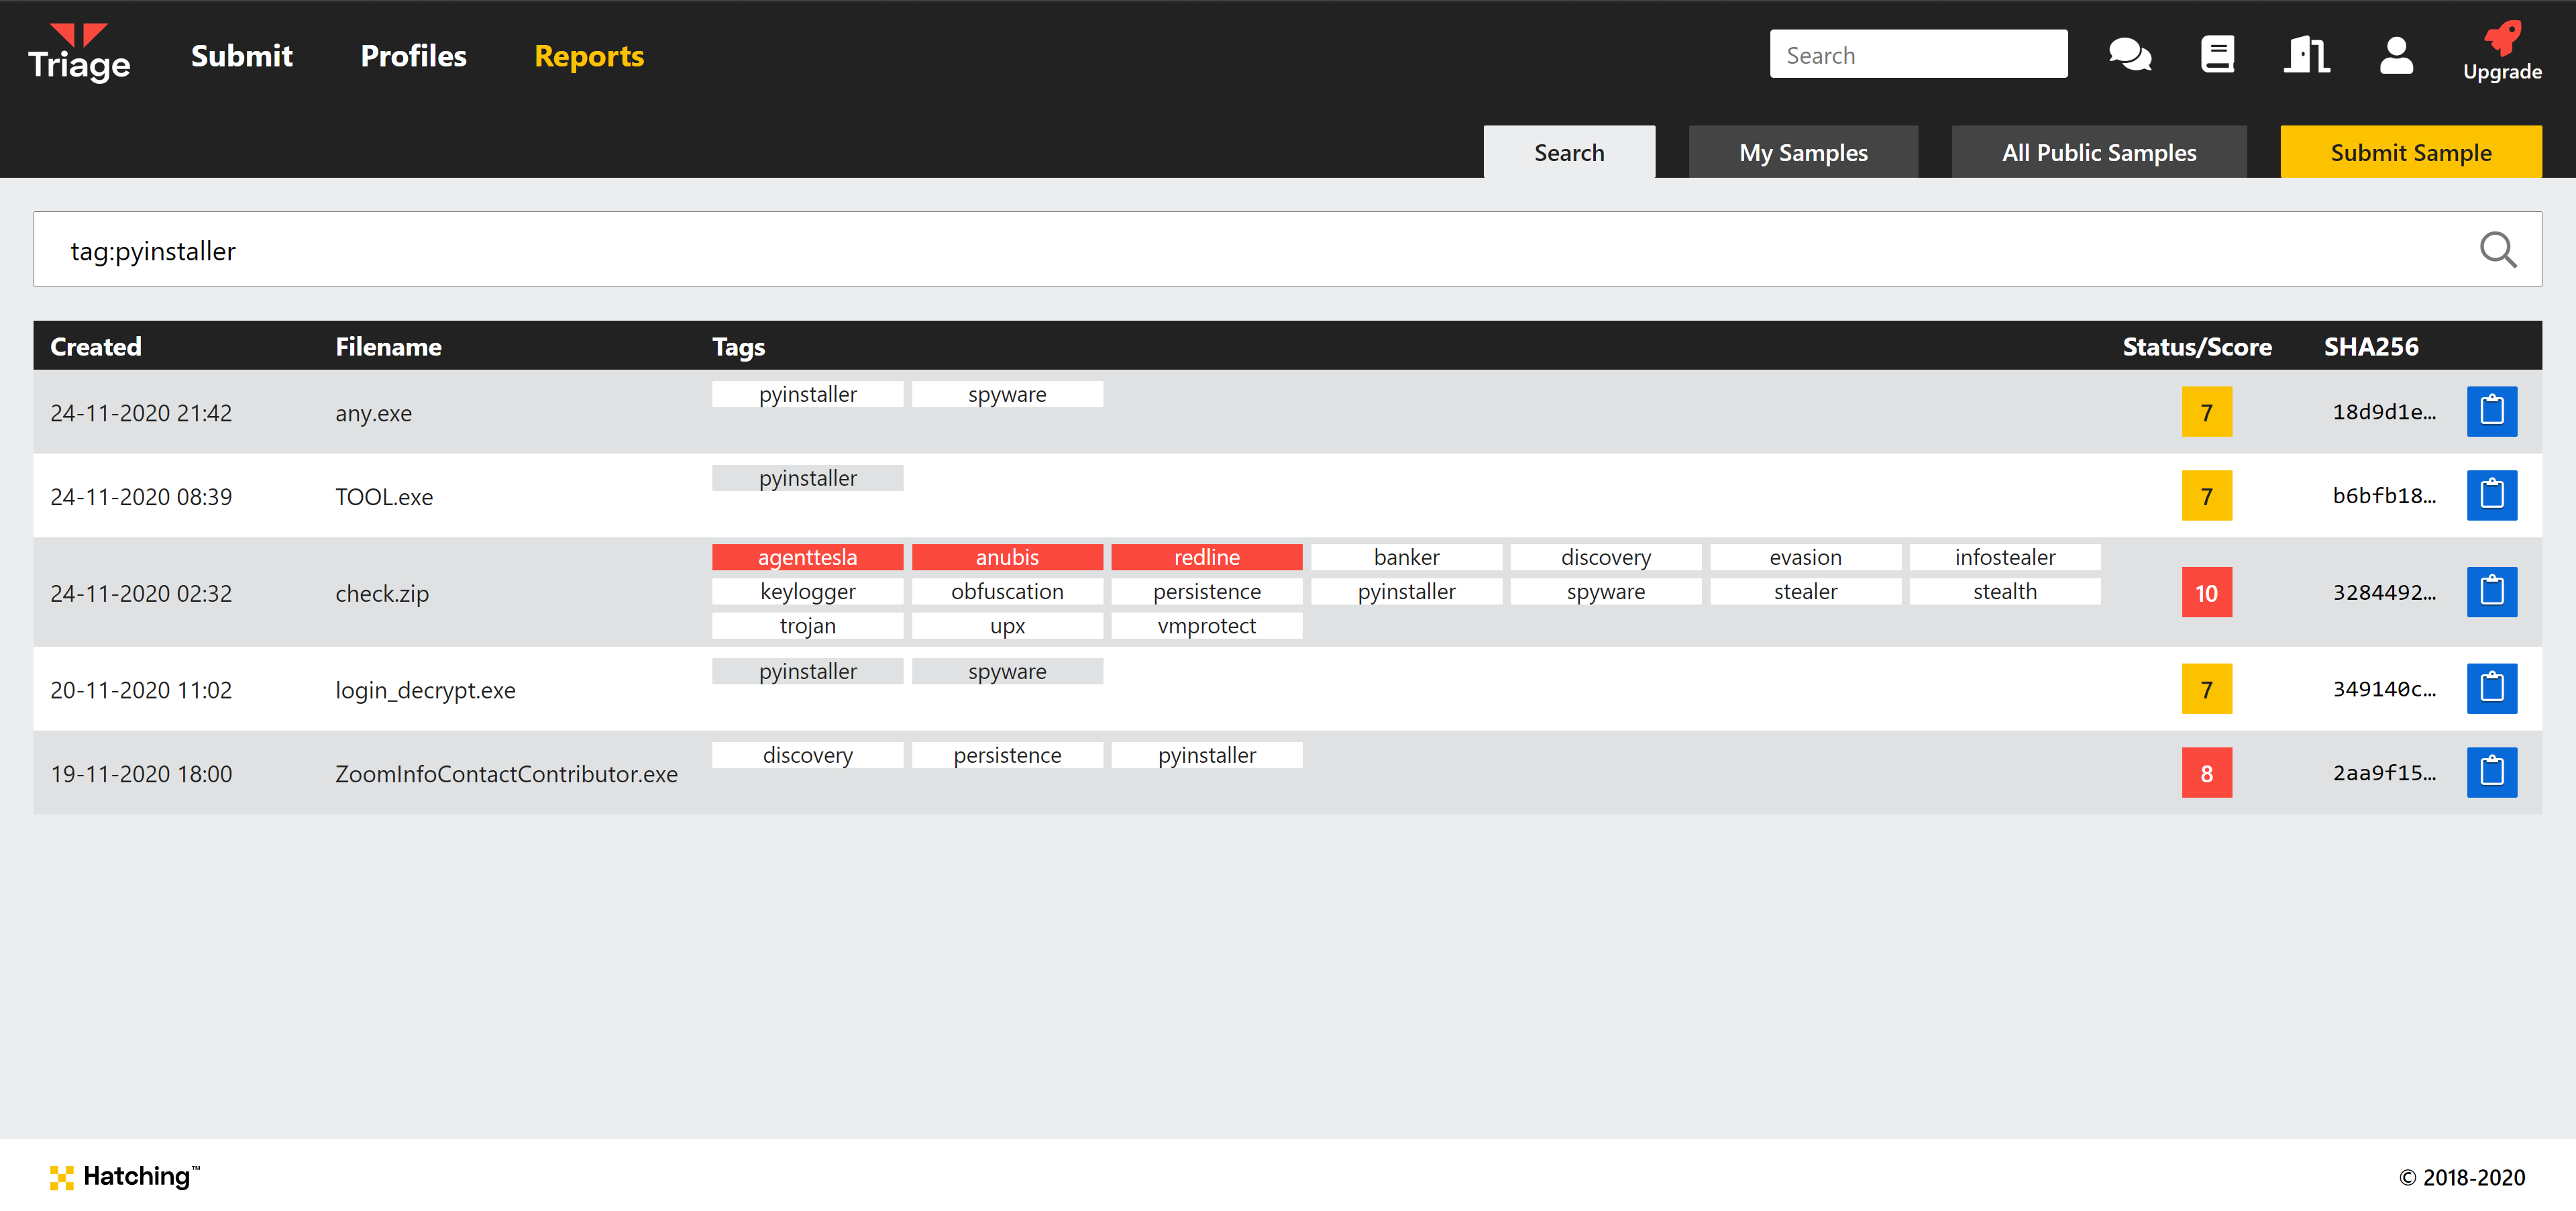 Triage Submit Profiles Reports Search Upgrade
Search My Samples All Public Samples Submit Sample
tag:pyinstaller
Created Filename Tags Status/Score SHA256
24-11-2020 21:42 any.exe pyinstaller spyware 7 18d9d1e...
24-11-2020 08:39 TOOL.exe pyinstaller 7 b6bfb18...
agenttesla anubis redline banker discovery evasion infostealer
24-11-2020 02:32 check.zip keylogger obfuscation persistence pyinstaller spyware stealer stealth 10 3284492...
trojan upx vmprotect
20-11-2020 11:02 login_decrypt.exe pyinstaller spyware 7 349140c...
19-11-2020 18:00 ZoomInfoContactContributor.exe discovery persistence pyinstaller 8 2aa9f15...
Hatching™ © 2018-2020